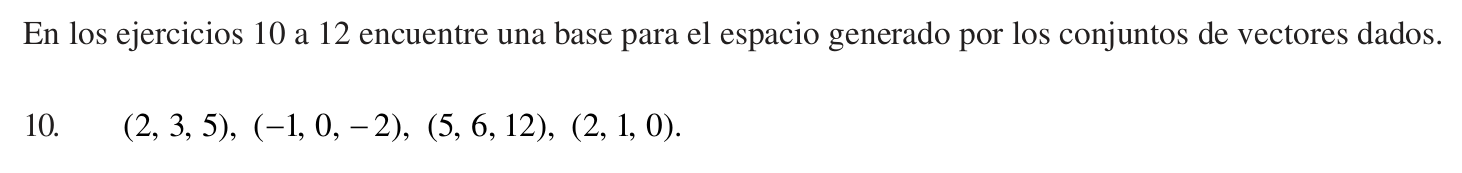 En los ejercicios 10 a 12 encuentre una base para el espacio generado por los conjuntos de vectores dados.
10. (2, 3, 5), (−1, 0, −2), (5, 6, 12), (2, 1, 0).